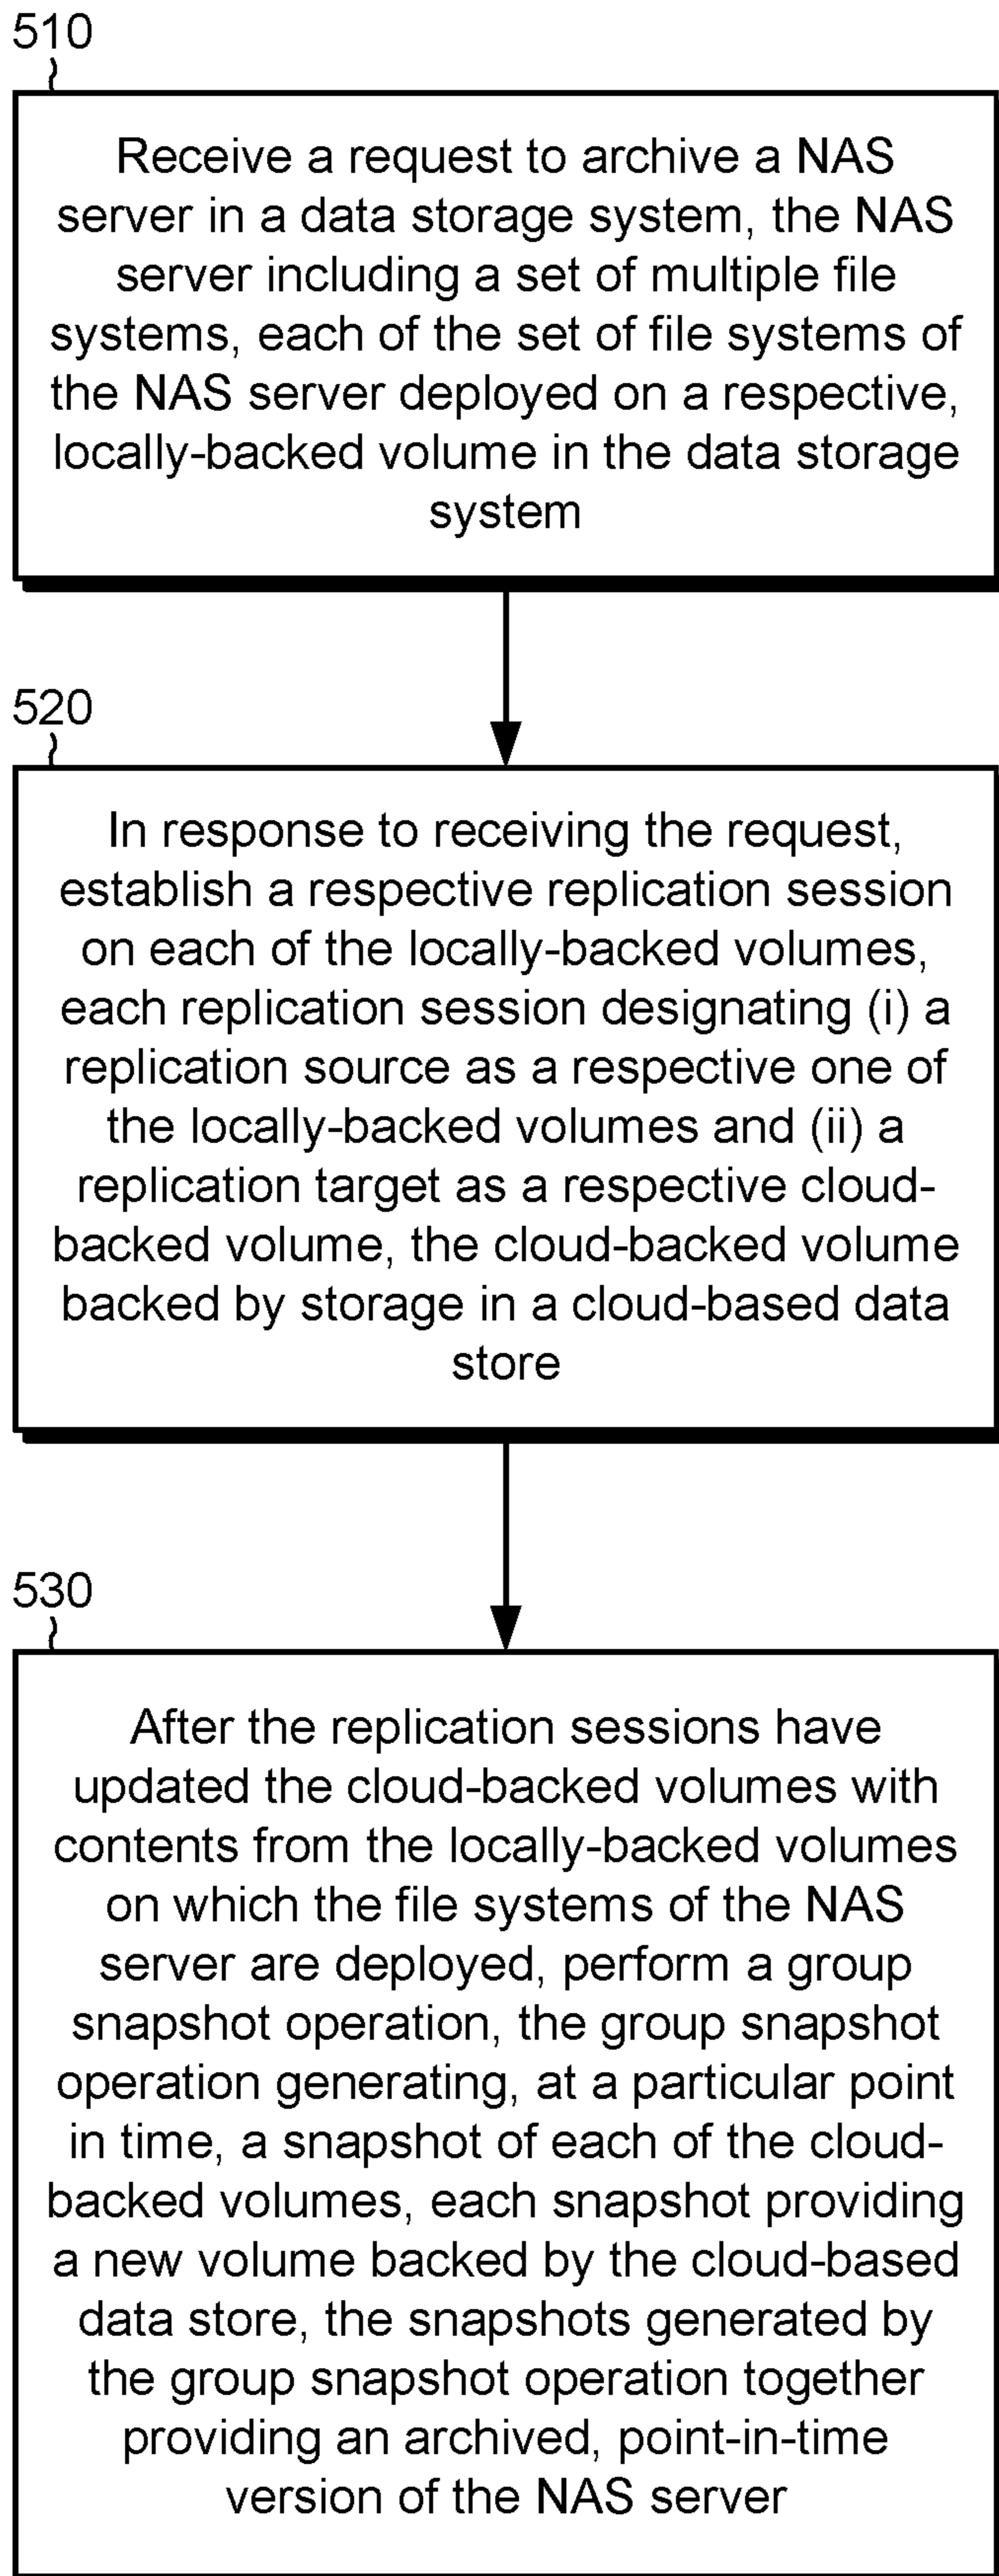 510
Receive a request to archive a NAS
server in a data storage system, the NAS
server including a set of multiple file
systems, each of the set of file systems of
the NAS server deployed on a respective,
locally-backed volume in the data storage
system
520
In response to receiving the request,
establish a respective replication session
on each of the locally-backed volumes,
each replication session designating (i) a
replication source as a respective one of
the locally-backed volumes and (ii) a
replication target as a respective cloud-
backed volume, the cloud-backed volume
backed by storage in a cloud-based data
store
530
After the replication sessions have
updated the cloud-backed volumes with
contents from the locally-backed volumes
on which the file systems of the NAS
server are deployed, perform a group
snapshot operation, the group snapshot
operation generating, at a particular point
in time, a snapshot of each of the cloud-
backed volumes, each snapshot providing
a new volume backed by the cloud-based
data store, the snapshots generated by
the group snapshot operation together
providing an archived, point-in-time
version of the NAS server